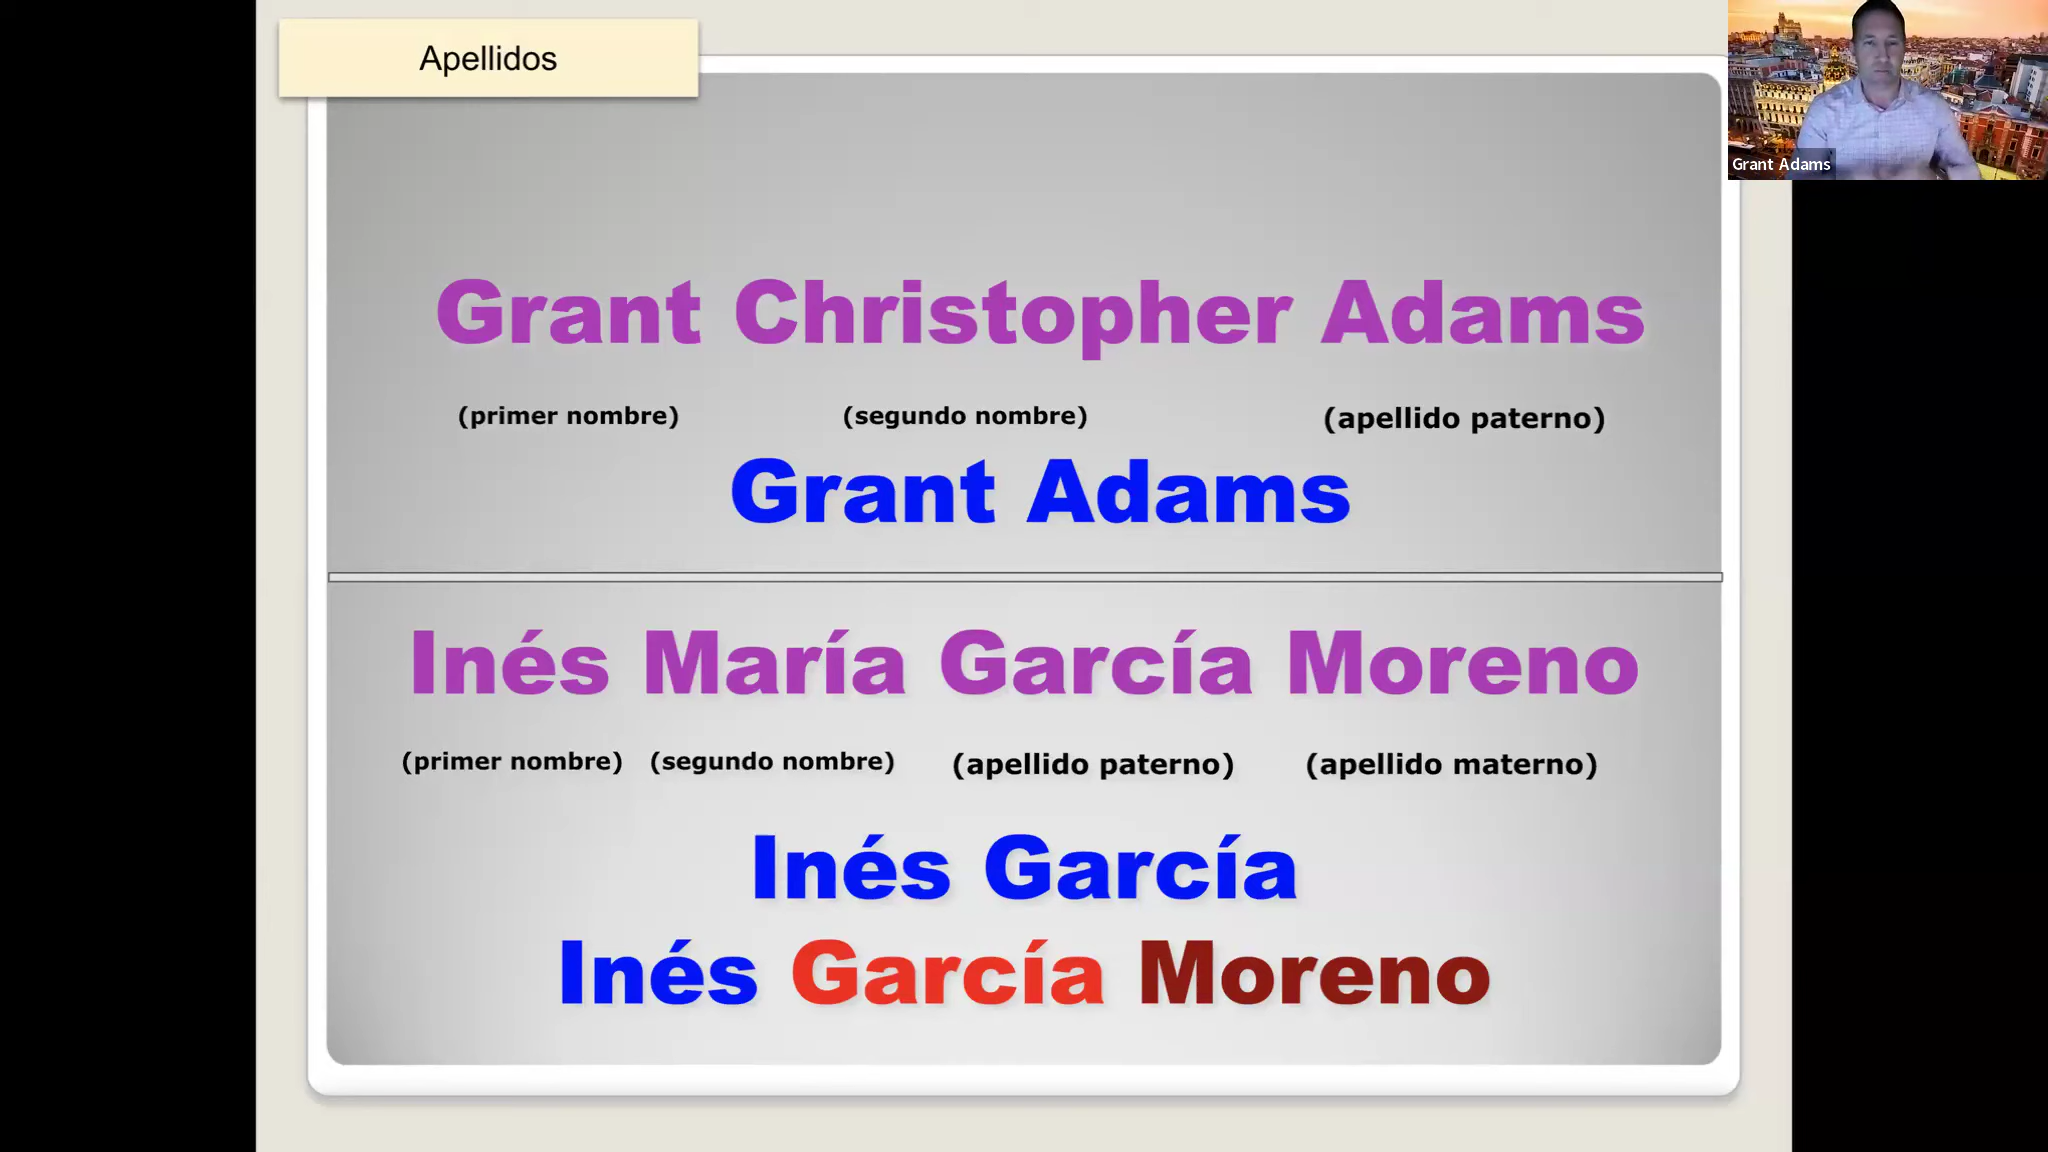 Apellidos
Grant Adams
Grant Christopher Adams
(primer nombre) (segundo nombre) (apellido paterno)
Grant Adams
Inés María García Moreno
(primer nombre) (segundo nombre) (apellido paterno) (apellido materno)
Inés García
Inés García Moreno